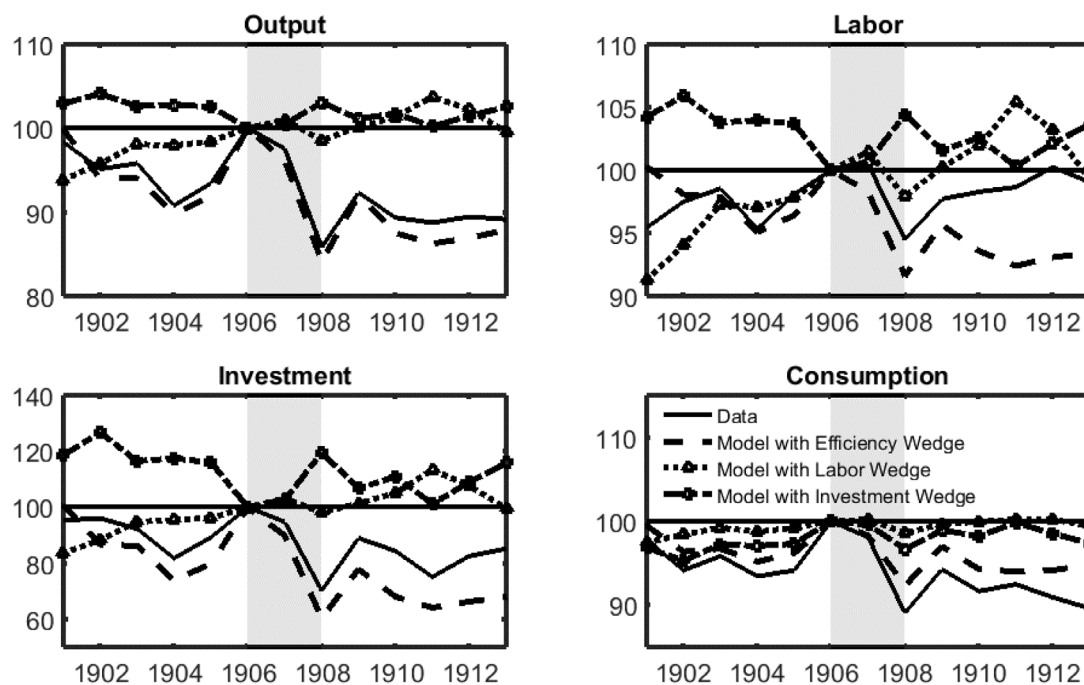 Output
110
100
90
80
1902 1904 1906 1908 1910 1912
Labor
110
105
100
95
90
1902 1904 1906 1908 1910 1912
Investment
140
120
100
80
60
1902 1904 1906 1908 1910 1912
Consumption
110
100
90
Data
Model with Efficiency Wedge
Model with Labor Wedge
Model with Investment Wedge
1902 1904 1906 1908 1910 1912